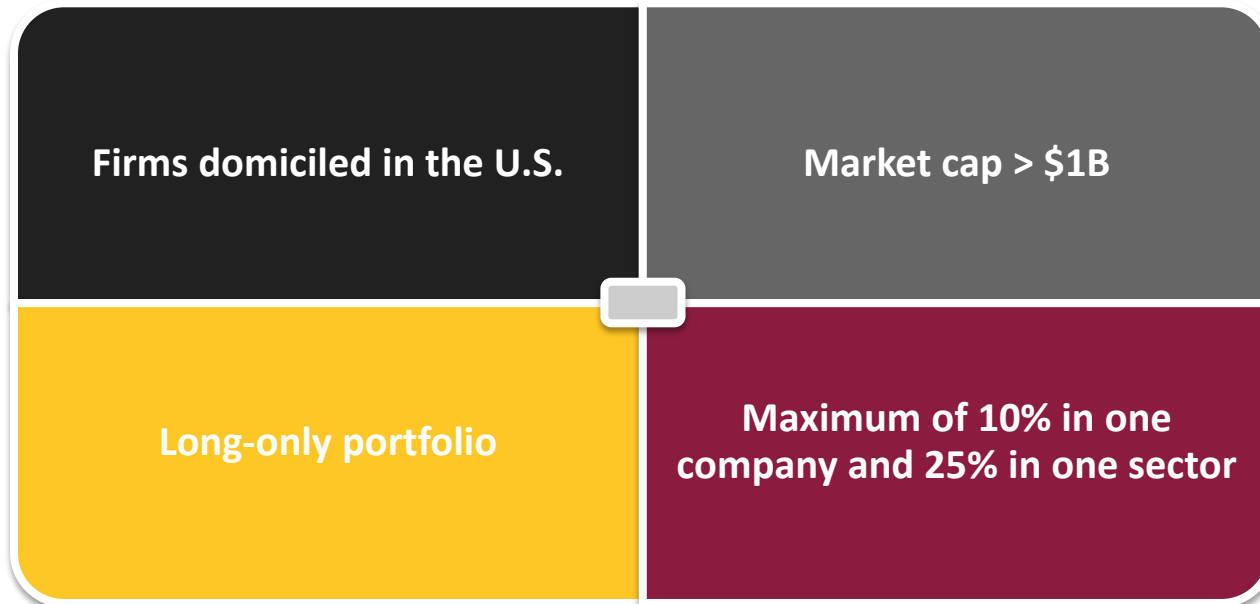 Firms domiciled in the U.S.
Market cap > $1B
Long-only portfolio
Maximum of 10% in one
company and 25% in one sector